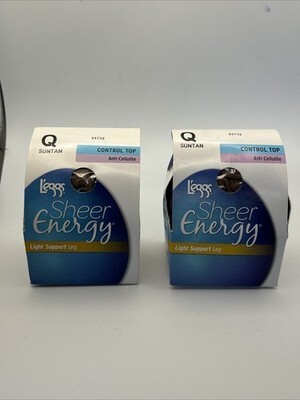 Q
SUNTAN
CONTROL TOP
Anti-Cellulite
L'eggs
Sheer
Energy®
Light Support Leg
Q
SUNTAN
CONTROL TOP
Anti-Cellulite
L'eggs
Sheer
Energy®
Light Support Leg